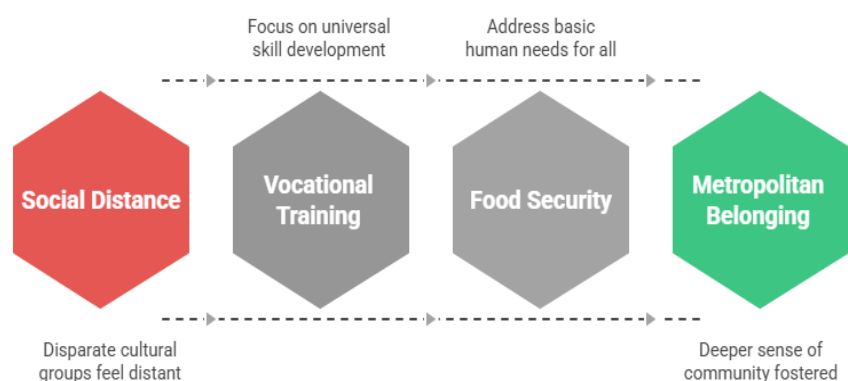 Focus on universal
skill development
Address basic
human needs for all
Social Distance
Vocational
Training
Food Security
Metropolitan
Belonging
Disparate cultural
groups feel distant
Deeper sense of
community fostered